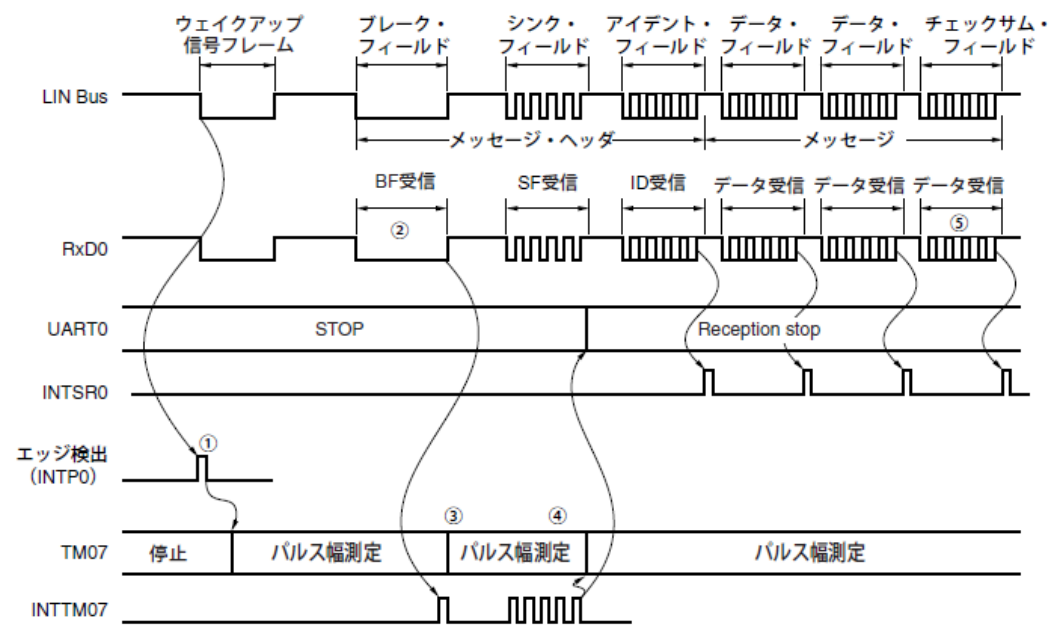 ウェイクアップ
信号フレーム
ブレーク・
フィールド
シンク・
フィールド
アイデント・
フィールド
データ・
フィールド
データ・
フィールド
チェックサム・
フィールド
LIN Bus
メッセージ・ヘッダ
メッセージ
BF受信
SF受信
ID受信
データ受信
データ受信
データ受信
②
⑤
RxD0
UART0
STOP
Reception stop
INTSR0
エッジ検出
(INTP0)
①
③
④
TM07
停止
パルス幅測定
パルス幅測定
パルス幅測定
INTTM07